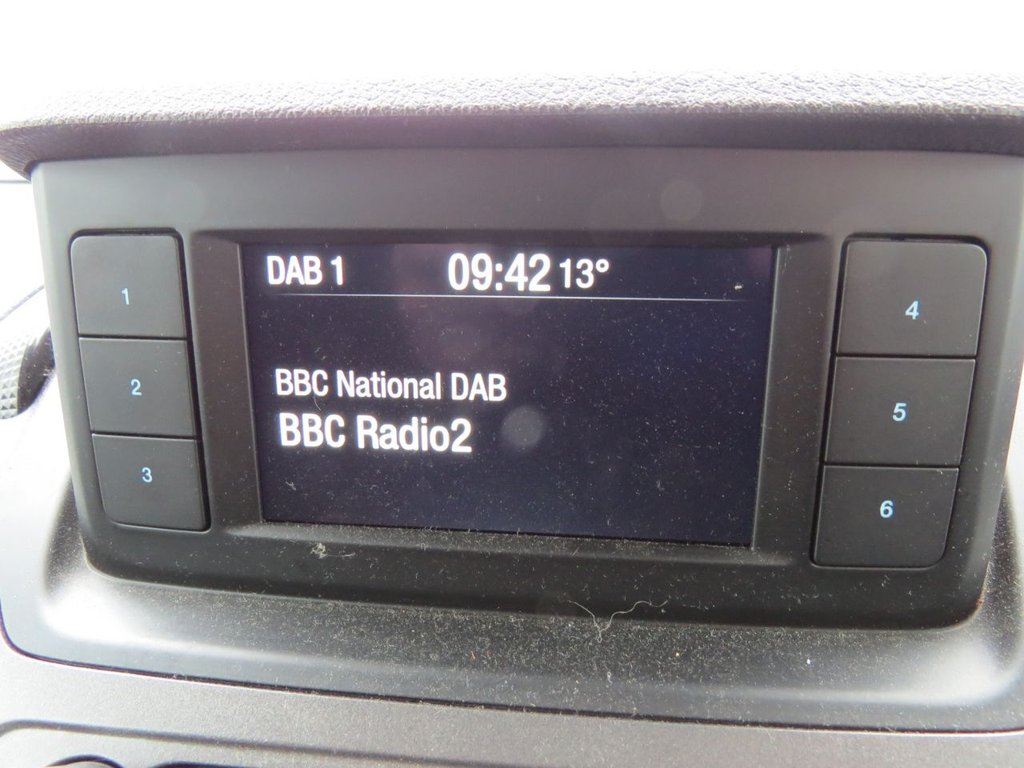 DAB 1 09:42 13°
BBC National DAB
BBC Radio2
1
2
3
4
5
6